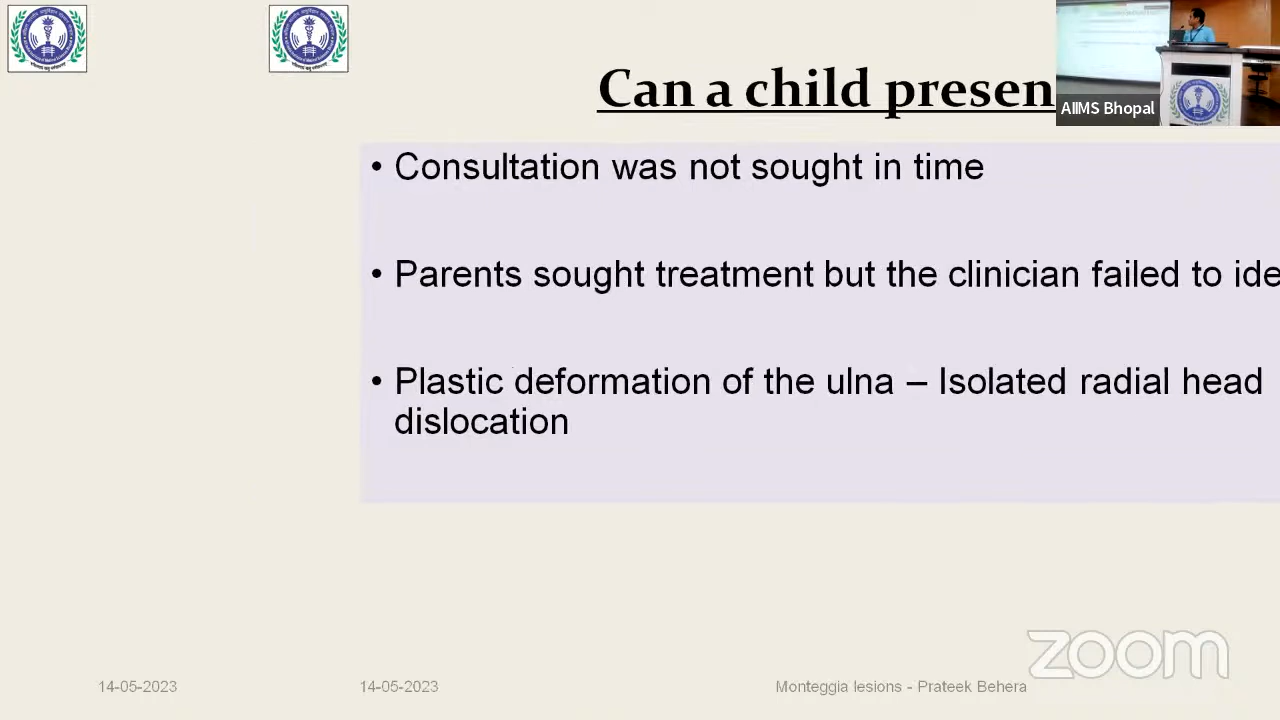 Can a child presen
AIIMS Bhopal
• Consultation was not sought in time
• Parents sought treatment but the clinician failed to ide
• Plastic deformation of the ulna – Isolated radial head
dislocation
zoom
14-05-2023
14-05-2023
Monteggia lesions - Prateek Behera